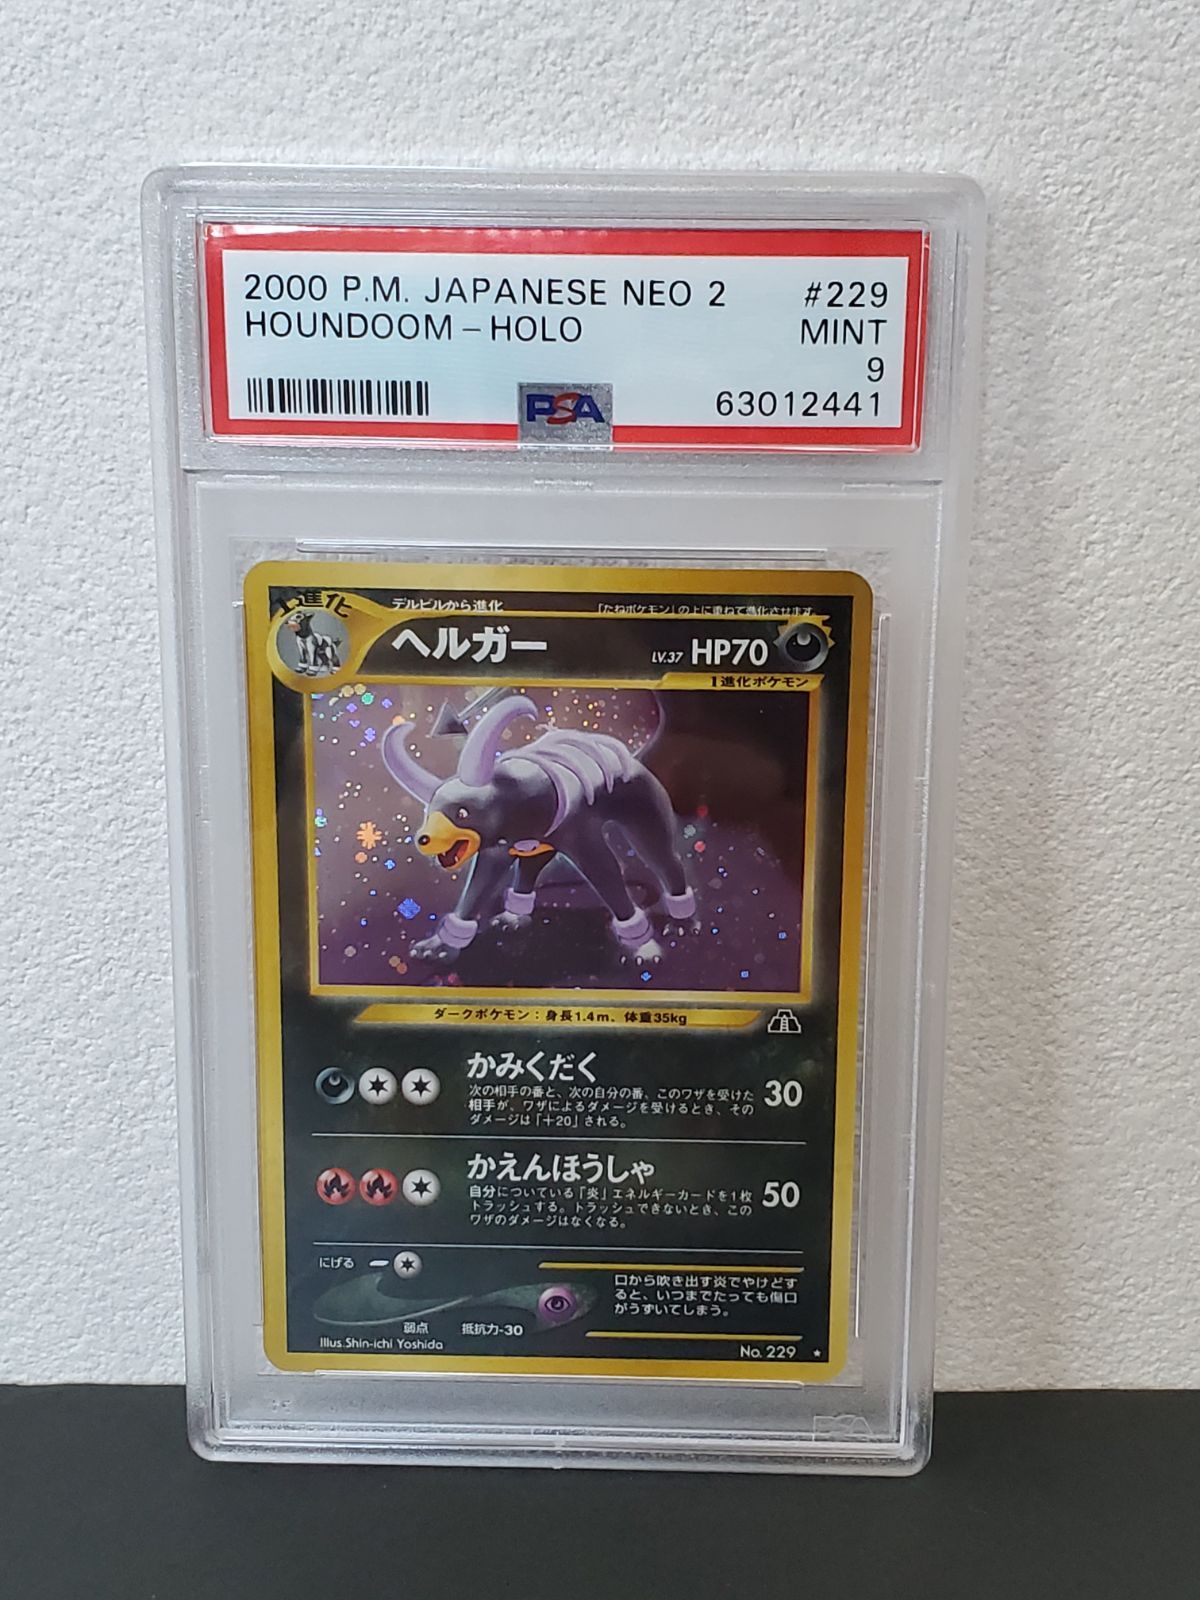 2000 P.M. JAPANESE NEO 2 #229
HOUNDOOM – HOLO MINT
9
PSA 63012441
1進化
デルビルから進化 「たねポケモン」の上に重ねて進化させます
ヘルガー LV.37 HP70
1進化ポケモン
ダークポケモン：身長1.4m、体重35kg
かみくだく 30
次の相手の番と、次の自分の番、このワザを受けた
相手が、ワザによるダメージを受けるとき、その
ダメージは「＋20」される。
かえんほうしゃ 50
自分についている「炎」エネルギーカードを1枚
トラッシュする。トラッシュできないとき、この
ワザのダメージはなくなる。
にげる
口から吹き出す炎でやけどす
ると、いつまでたっても傷口
がうずいてしまう。
弱点 抵抗力-30
Illus.Shin-ichi Yoshida
No. 229 ★
PSA